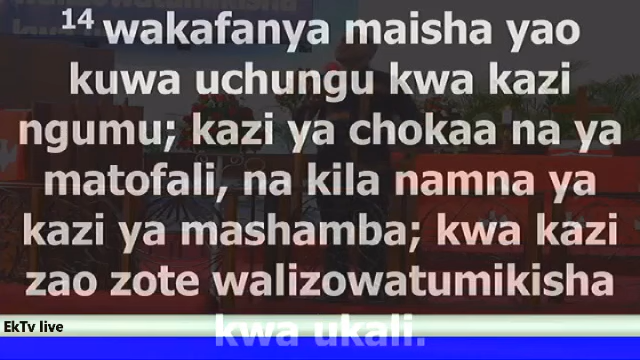 14 wakafanya maisha yao
kuwa uchungu kwa kazi
ngumu; kazi ya chokaa na ya
matofali, na kila namna ya
kazi ya mashamba; kwa kazi
zao zote walizowatumikisha
kwa ukali.
EkTv live